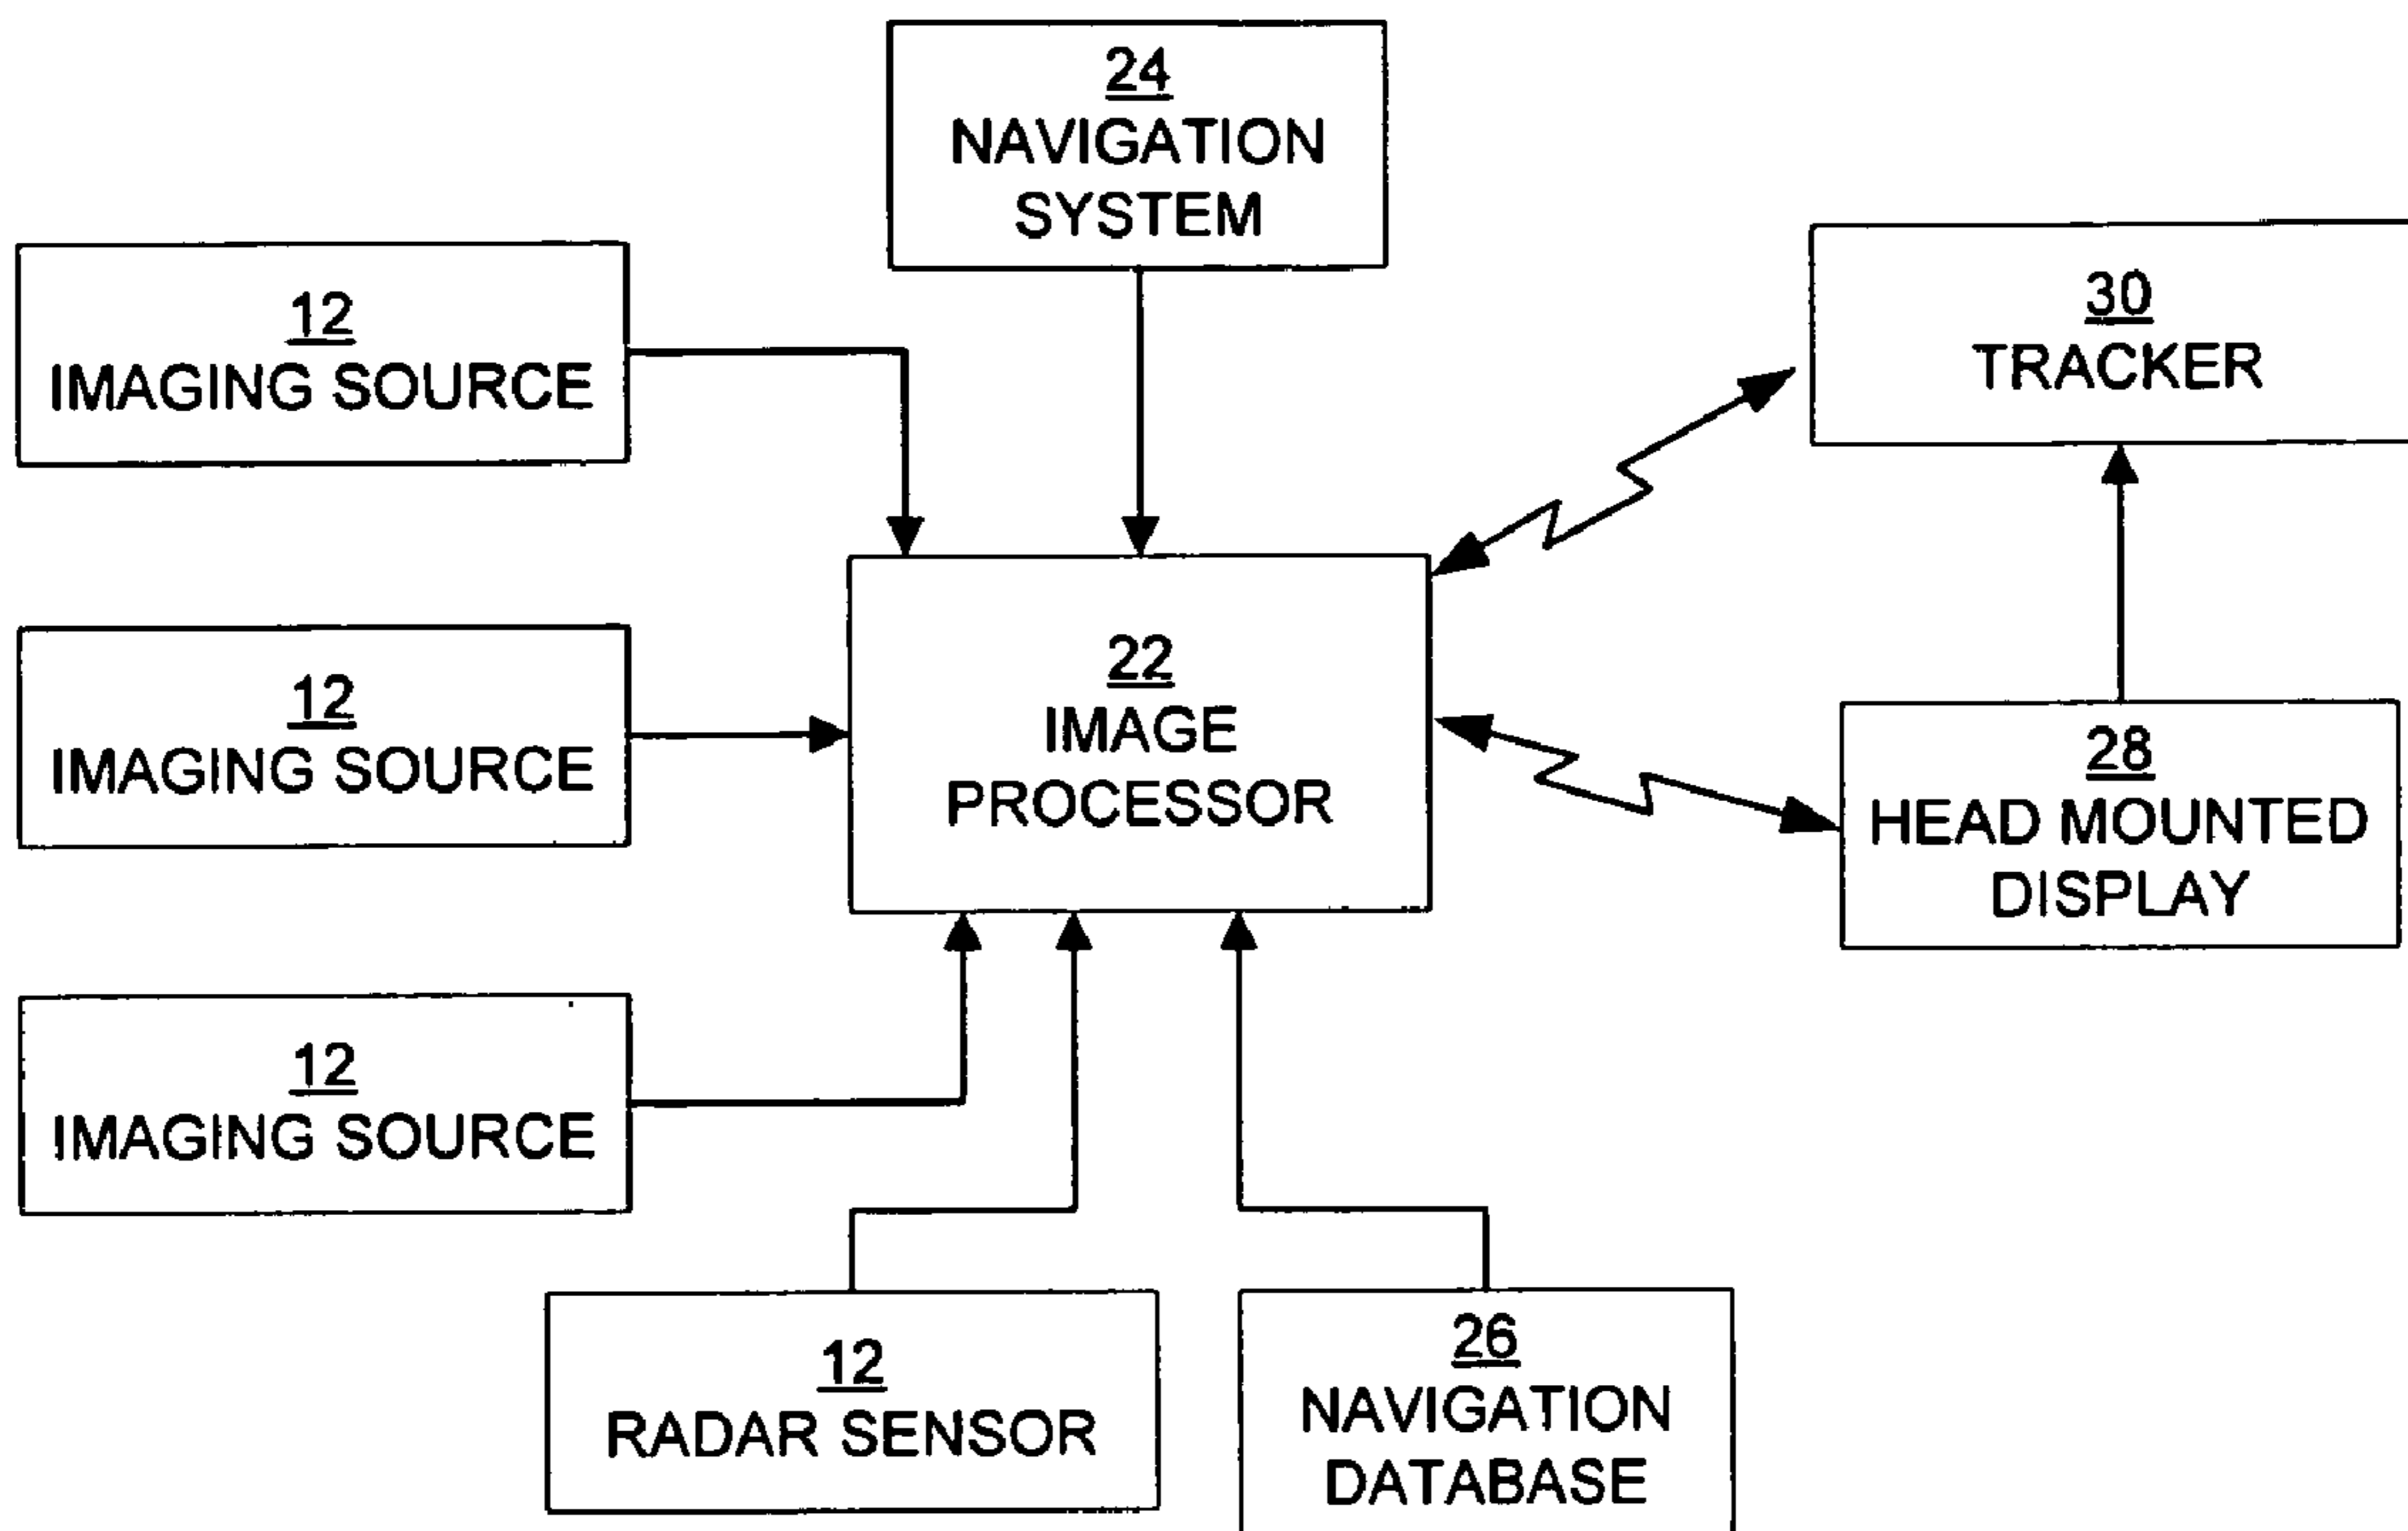 24
NAVIGATION
SYSTEM
12
IMAGING SOURCE
30
TRACKER
12
IMAGING SOURCE
22
IMAGE
PROCESSOR
28
HEAD MOUNTED
DISPLAY
12
IMAGING SOURCE
12
RADAR SENSOR
26
NAVIGATION
DATABASE